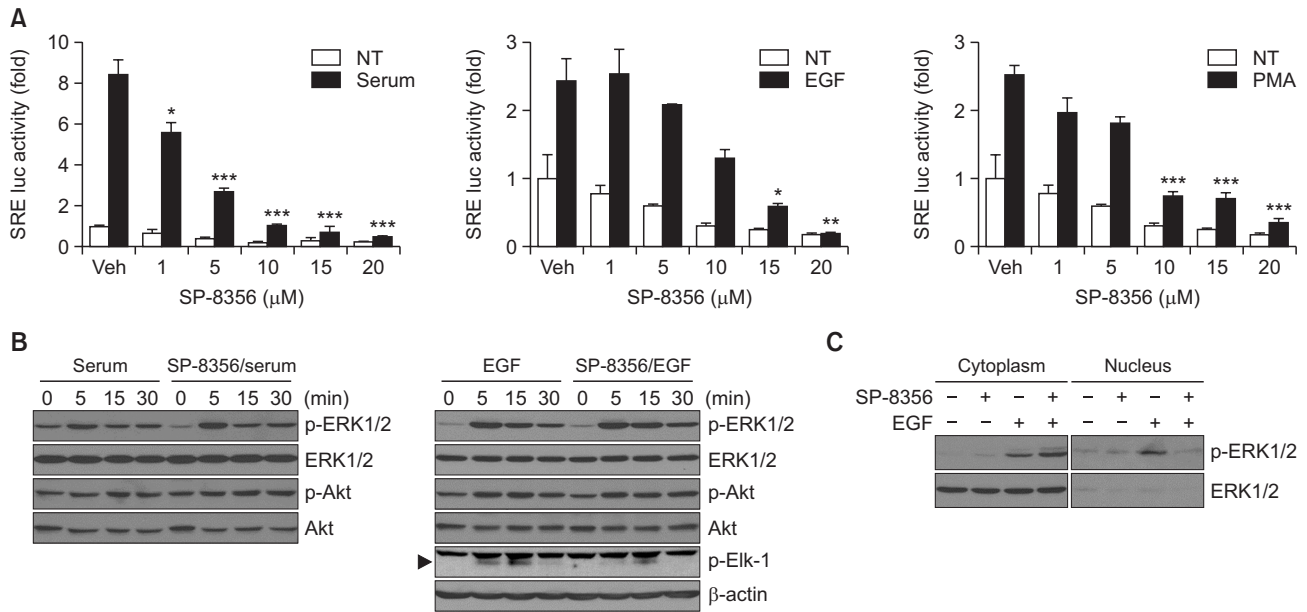 A
SRE luc activity (fold)
10
8
6
4
2
0
NT
Serum
*
***
***
***
***
Veh 1 5 10 15 20
SP-8356 (μM)
SRE luc activity (fold)
3
2
1
0
NT
EGF
*
**
Veh 1 5 10 15 20
SP-8356 (μM)
SRE luc activity (fold)
3
2
1
0
NT
PMA
***
***
***
Veh 1 5 10 15 20
SP-8356 (μM)
B
Serum SP-8356/serum
0 5 15 30 0 5 15 30 (min)
p-ERK1/2
ERK1/2
p-Akt
Akt
EGF SP-8356/EGF
0 5 15 30 0 5 15 30 (min)
p-ERK1/2
ERK1/2
p-Akt
Akt
p-Elk-1
β-actin
C
Cytoplasm Nucleus
SP-8356 – + – + – + – +
EGF – – + + – – + +
p-ERK1/2
ERK1/2